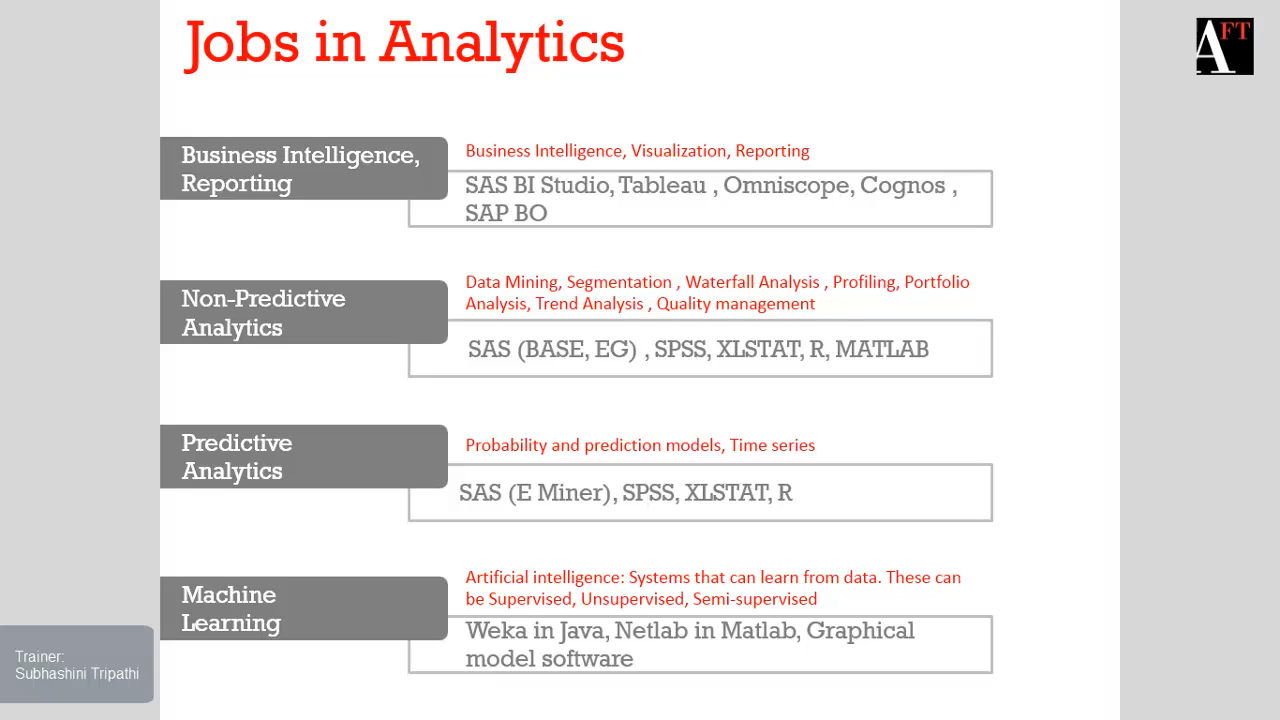 Jobs in Analytics
AFT
Business Intelligence,
Reporting
Business Intelligence, Visualization, Reporting
SAS BI Studio, Tableau , Omniscope, Cognos ,
SAP BO
Non-Predictive
Analytics
Data Mining, Segmentation , Waterfall Analysis , Profiling, Portfolio
Analysis, Trend Analysis , Quality management
SAS (BASE, EG) , SPSS, XLSTAT, R, MATLAB
Predictive
Analytics
Probability and prediction models, Time series
SAS (E Miner), SPSS, XLSTAT, R
Machine
Learning
Artificial intelligence: Systems that can learn from data. These can
be Supervised, Unsupervised, Semi-supervised
Weka in Java, Netlab in Matlab, Graphical
model software
Trainer:
Subhashini Tripathi